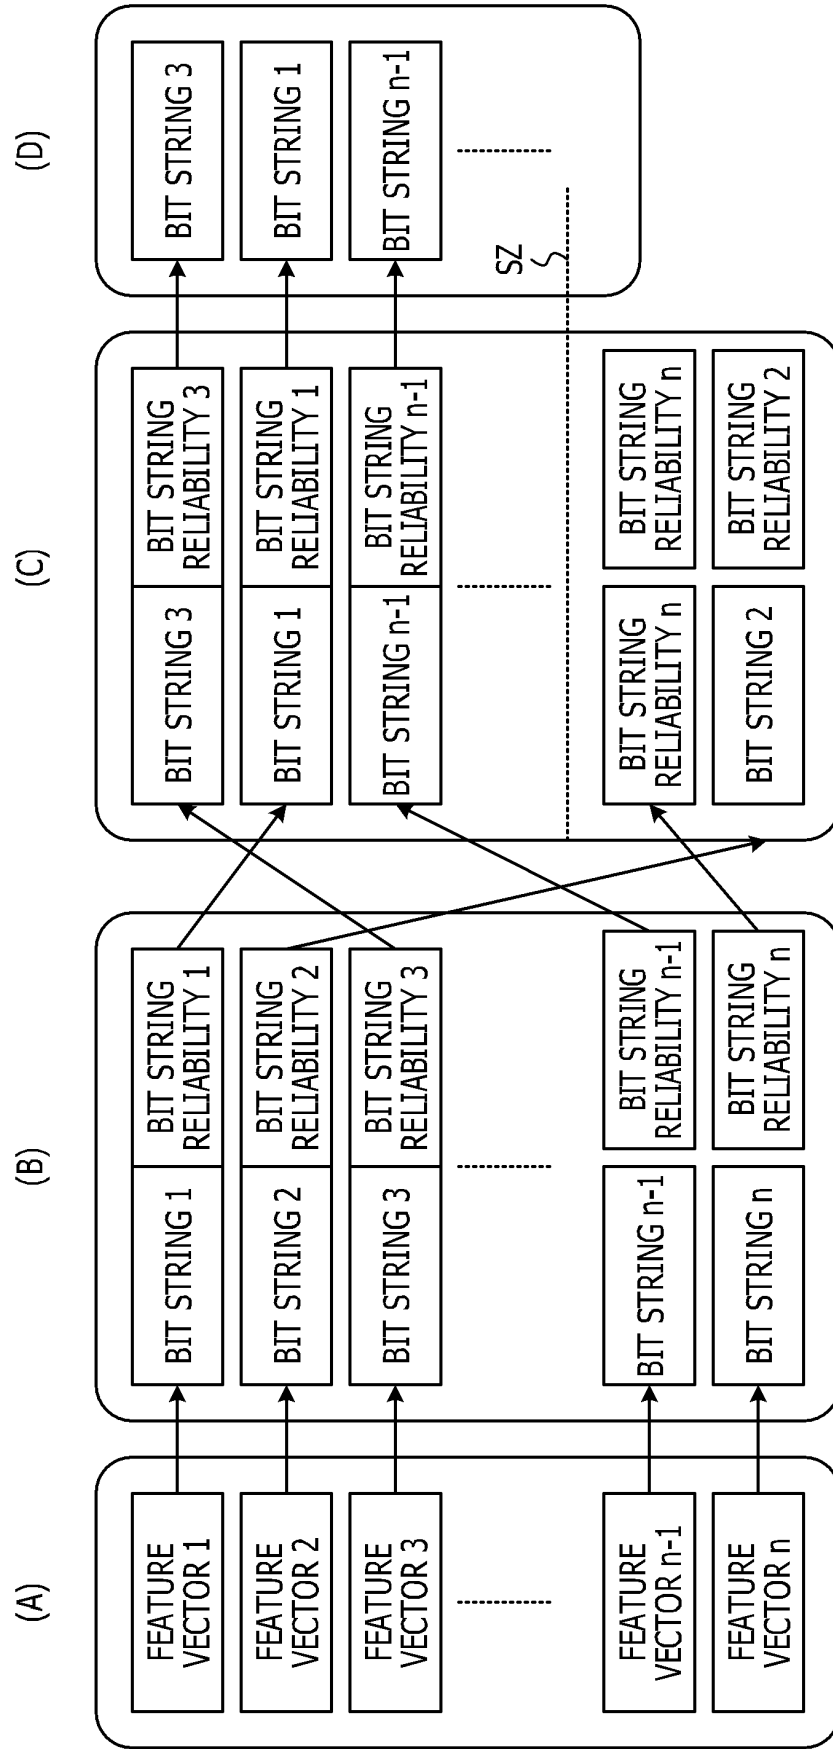 (A)
FEATURE
VECTOR 1
FEATURE
VECTOR 2
FEATURE
VECTOR 3
FEATURE
VECTOR n-1
FEATURE
VECTOR n
(B)
BIT STRING 1
BIT STRING
RELIABILITY 1
BIT STRING 2
BIT STRING
RELIABILITY 2
BIT STRING 3
BIT STRING
RELIABILITY 3
BIT STRING n-1
BIT STRING
RELIABILITY n-1
BIT STRING n
BIT STRING
RELIABILITY n
(C)
BIT STRING 3
BIT STRING
RELIABILITY 3
BIT STRING 1
BIT STRING
RELIABILITY 1
BIT STRING n-1
BIT STRING
RELIABILITY n-1
BIT STRING
RELIABILITY n
BIT STRING
RELIABILITY n
BIT STRING 2
BIT STRING
RELIABILITY 2
(D)
BIT STRING 3
BIT STRING 1
BIT STRING n-1
SZ